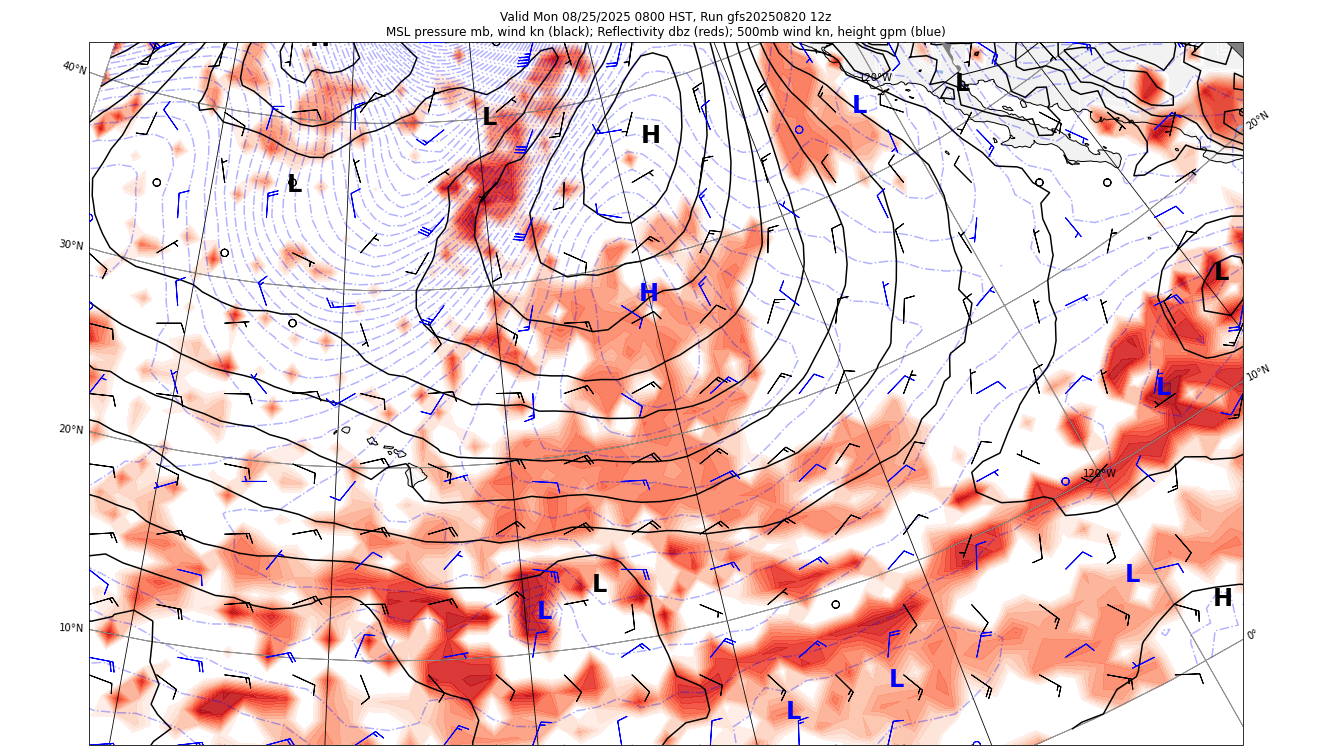 Valid Mon 08/25/2025 0800 HST, Run gfs20250820 12z
MSL pressure mb, wind kn (black); Reflectivity dbz (reds); 500mb wind kn, height gpm (blue)
H
40°N
120°W
L
L
L
20°N
H
L
30°N
L
H
10°N
L
20°N
120°W
L
L
H
L
10°N
0°
L
L